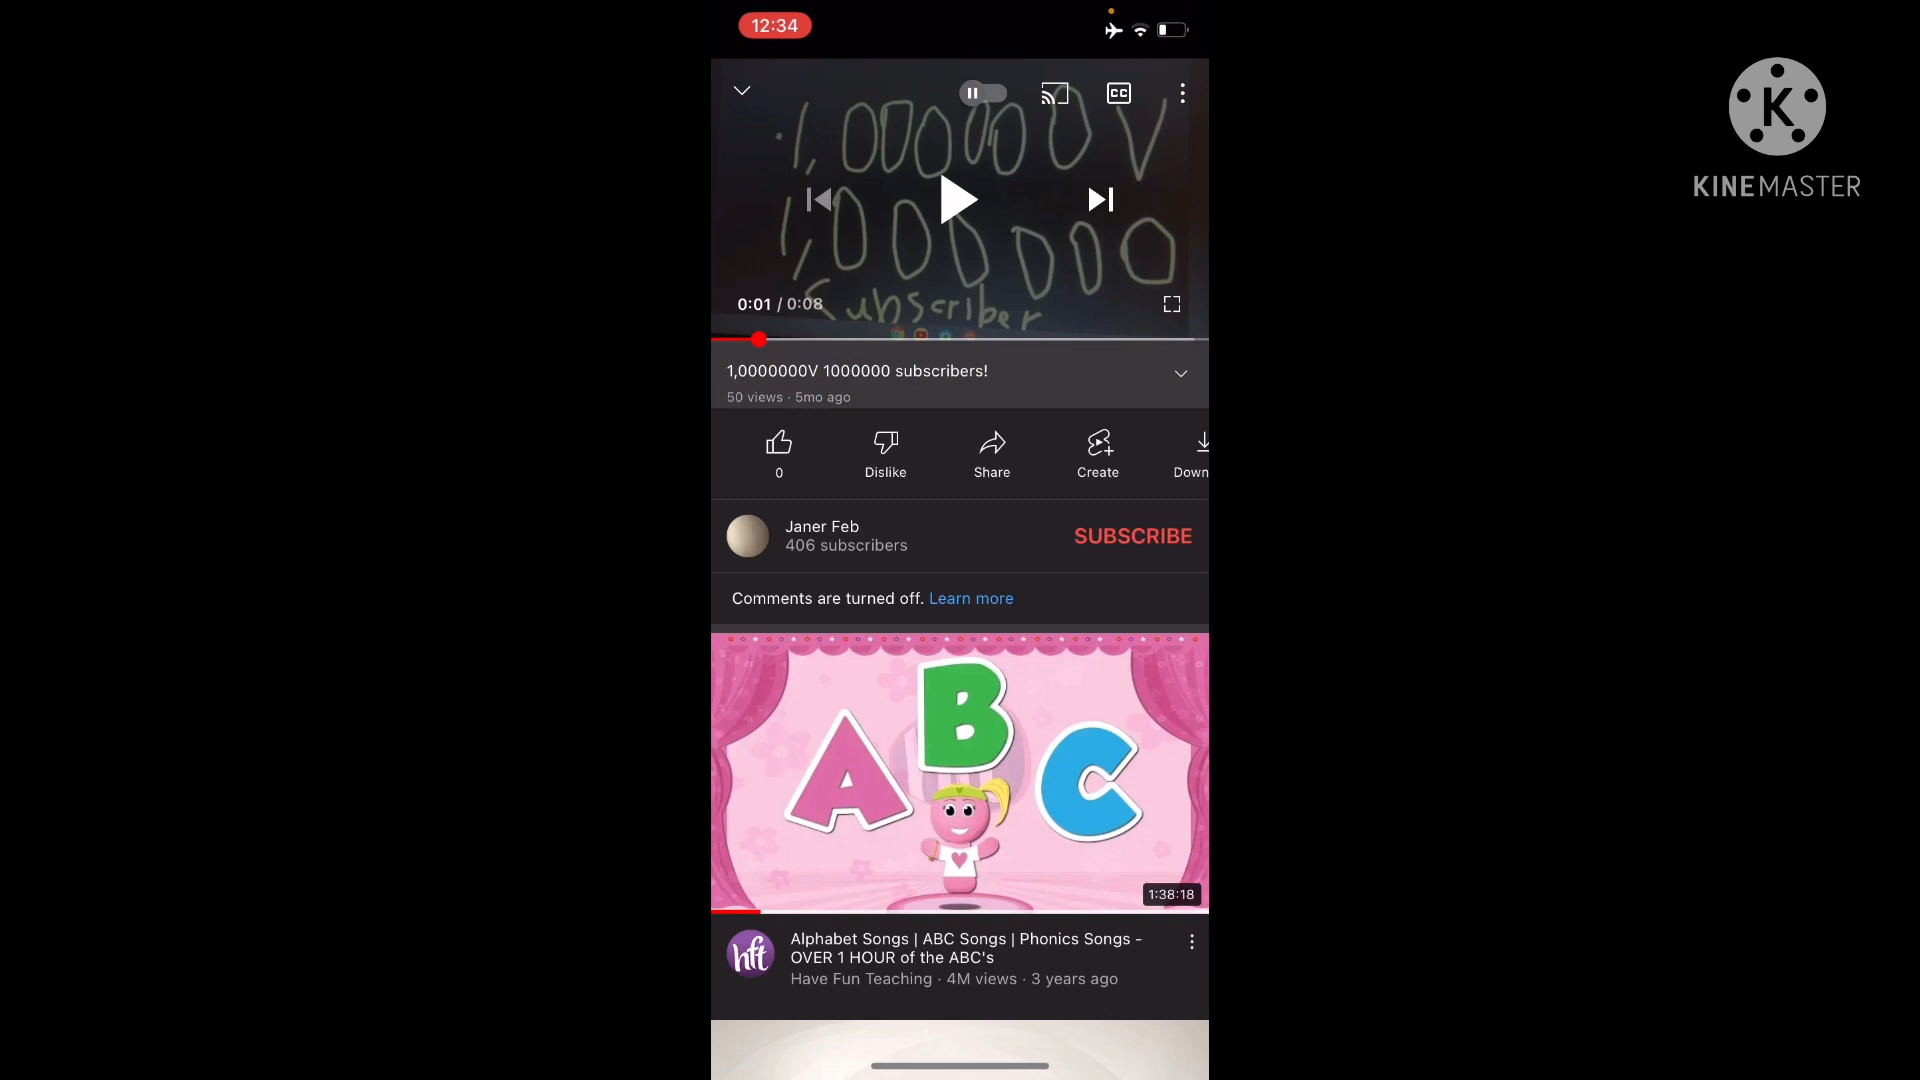 12:34
CC
1,000000V
1,000000
Subscriber
0:01 / 0:08
1,0000000V 1000000 subscribers!
50 views · 5mo ago
0
Dislike
Share
Create
Down
Janer Feb
406 subscribers
SUBSCRIBE
Comments are turned off. Learn more
A B C
1:38:18
hft
Alphabet Songs | ABC Songs | Phonics Songs -
OVER 1 HOUR of the ABC's
Have Fun Teaching · 4M views · 3 years ago
K
KINEMASTER